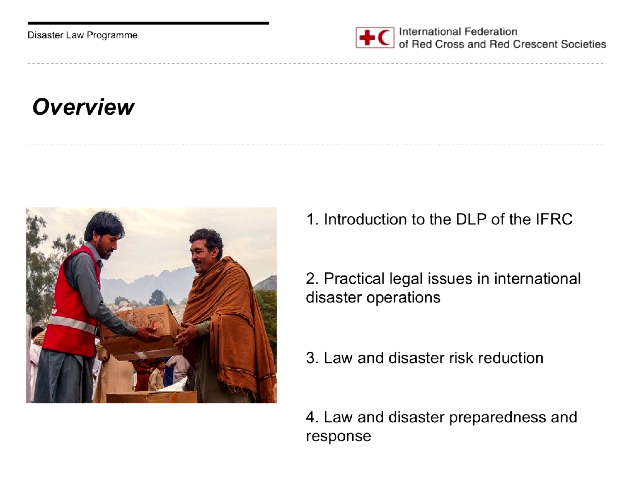 Disaster Law Programme
International Federation
of Red Cross and Red Crescent Societies
Overview
1. Introduction to the DLP of the IFRC
2. Practical legal issues in international
disaster operations
3. Law and disaster risk reduction
4. Law and disaster preparedness and
response